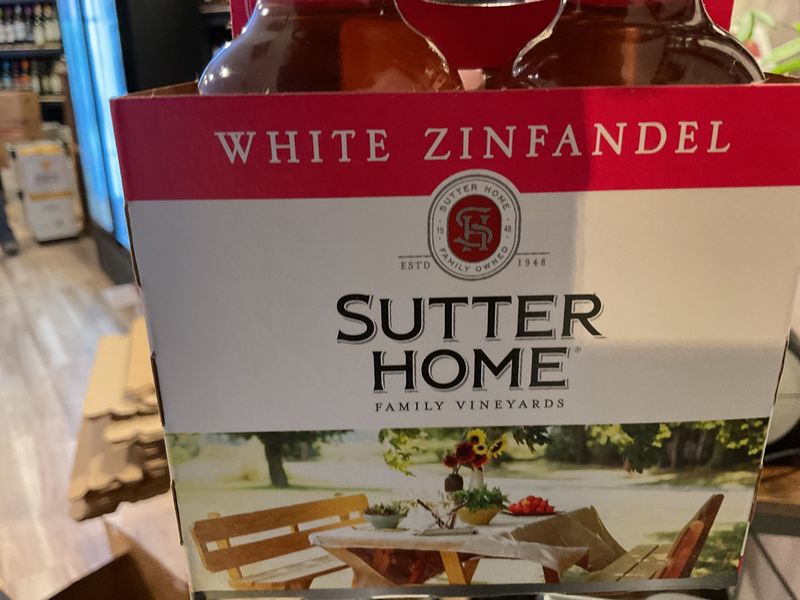 WHITE ZINFANDEL
SUTTER HOME
19 48
FAMILY OWNED
ESTD 1948
SUTTER
HOME®
FAMILY VINEYARDS